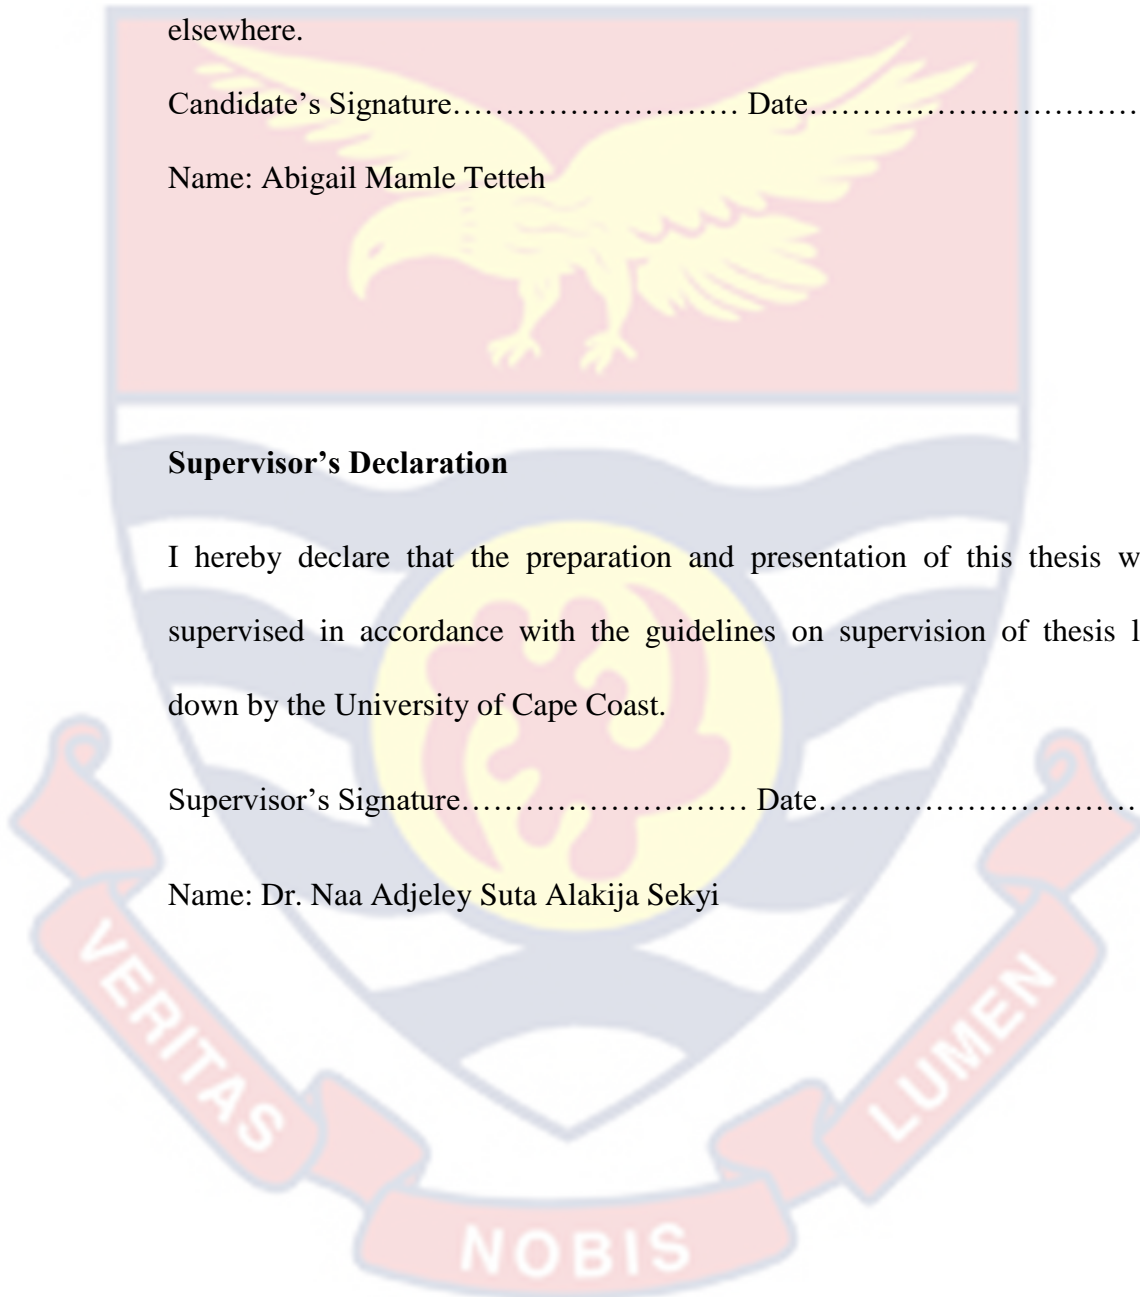 elsewhere.
Candidate’s Signature……………………… Date…………………………
Name: Abigail Mamle Tetteh
Supervisor’s Declaration
I hereby declare that the preparation and presentation of this thesis w
supervised in accordance with the guidelines on supervision of thesis l
down by the University of Cape Coast.
Supervisor’s Signature……………………… Date…………………………
Name: Dr. Naa Adjeley Suta Alakija Sekyi
VERITAS
NOBIS
LUMEN